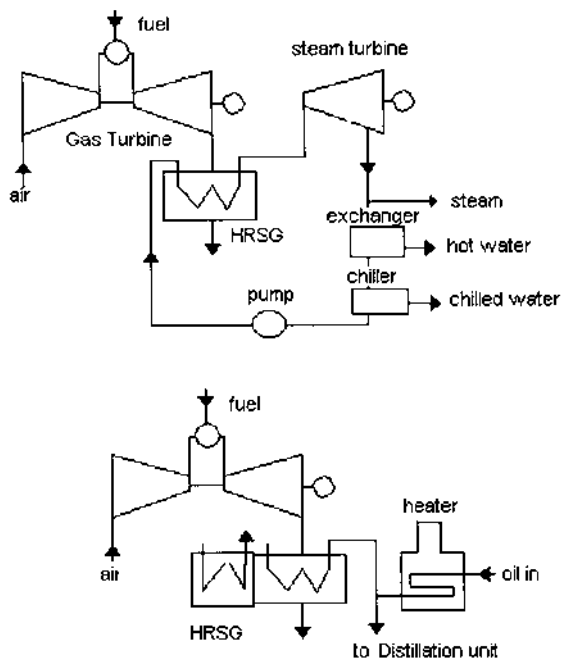 fuel
steam turbine
Gas Turbine
air
steam
exchanger
HRSG
hot water
chiller
pump
chilled water
fuel
heater
air
oil in
HRSG
to Distillation unit